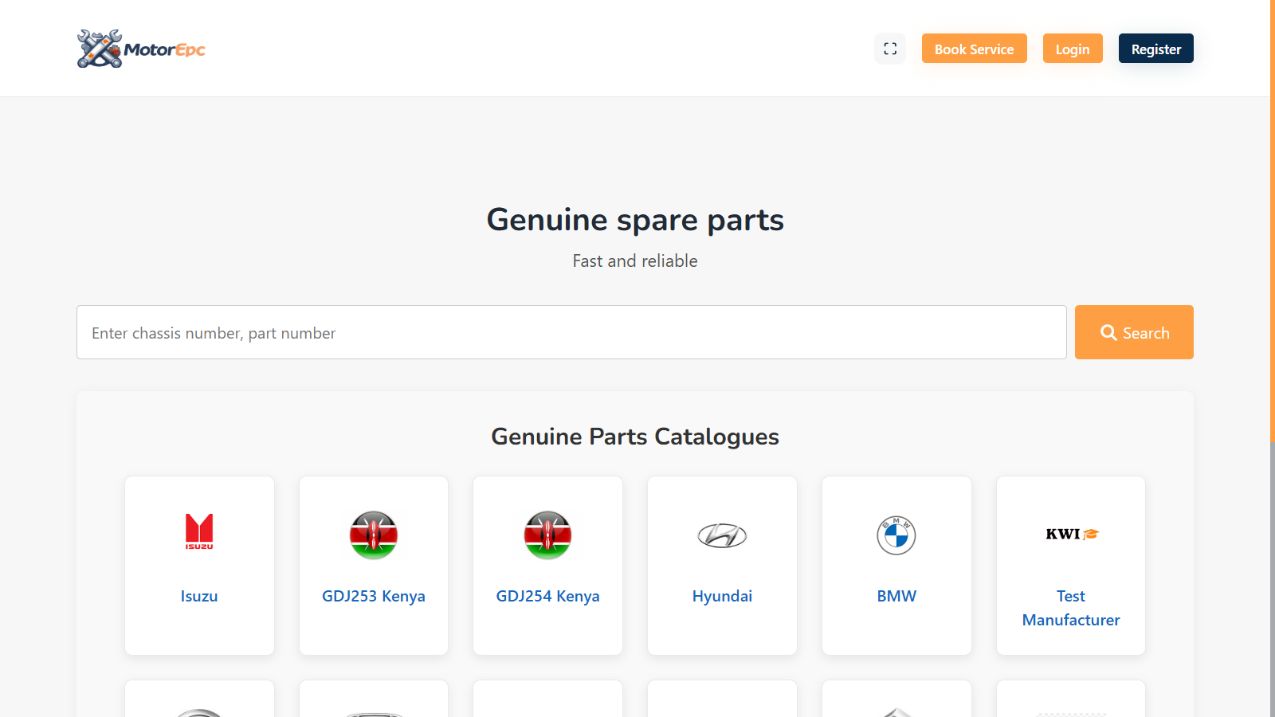 MotorEpc
Book Service
Login
Register
Genuine spare parts
Fast and reliable
Enter chassis number, part number
Search
Genuine Parts Catalogues
ISUZU
BMW
KWI
Isuzu
GDJ253 Kenya
GDJ254 Kenya
Hyundai
BMW
Test
Manufacturer